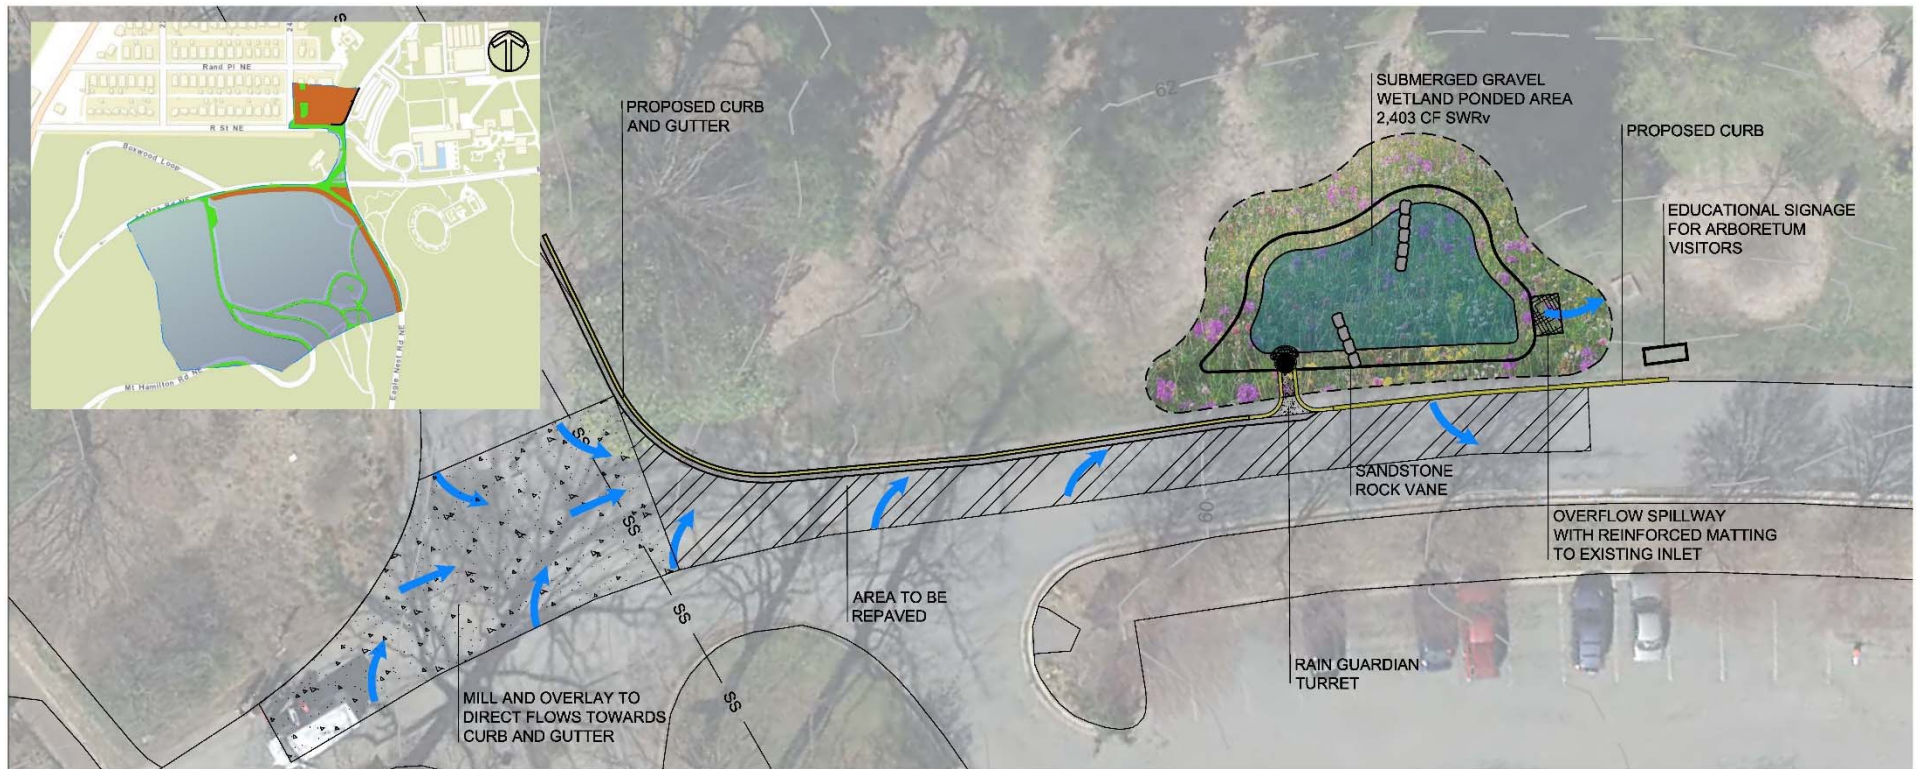 Rand Pl NE
R St NE
Boxwood Loop
Mt Hamilton Rd NE
Eagle Nest Rd NE
PROPOSED CURB
AND GUTTER
62
SUBMERGED GRAVEL
WETLAND PONDED AREA
2,403 CF SWRv
PROPOSED CURB
EDUCATIONAL SIGNAGE
FOR ARBORETUM
VISITORS
SS
SS
SS
SS
60
SANDSTONE
ROCK VANE
OVERFLOW SPILLWAY
WITH REINFORCED MATTING
TO EXISTING INLET
AREA TO BE
REPAVED
RAIN GUARDIAN
TURRET
MILL AND OVERLAY TO
DIRECT FLOWS TOWARDS
CURB AND GUTTER